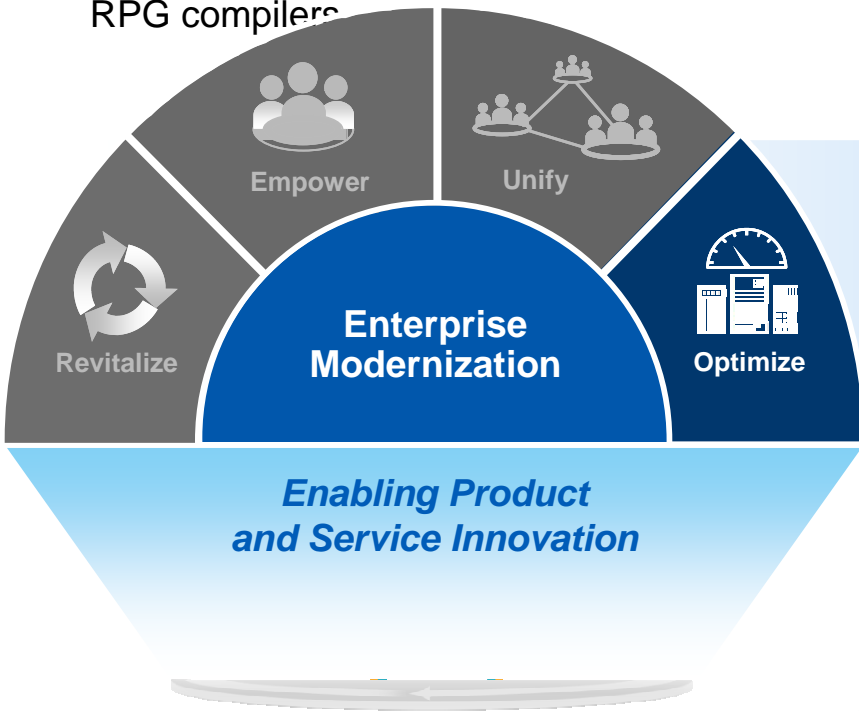 RPG compilers
Empower
Unify
Revitalize
Enterprise
Modernization
Optimize
Enabling Product
and Service Innovation